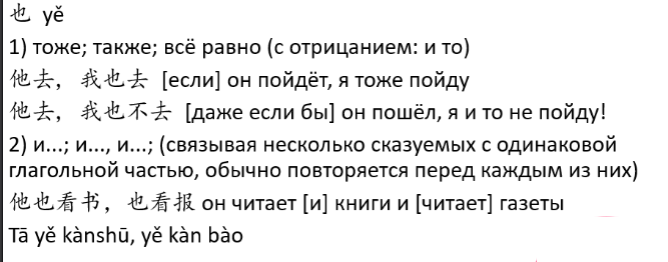 也 yě
1) тоже; также; всё равно (с отрицанием: и то)
他去，我也去 [если] он пойдёт, я тоже пойду
他去，我也不去 [даже если бы] он пошёл, я и то не пойду!
2) и...; и..., и...; (связывая несколько сказуемых с одинаковой
глагольной частью, обычно повторяется перед каждым из них)
他也看书，也看报 он читает [и] книги и [читает] газеты
Tā yě kànshū, yě kàn bào